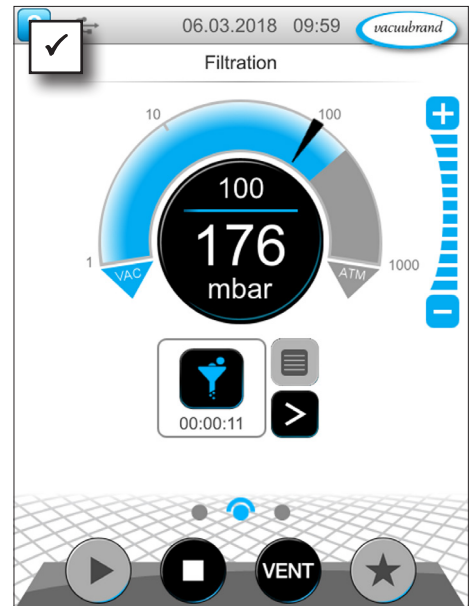 06.03.2018 09:59 vacuubrand
Filtration
10 100
100
176
mbar
1 1000
VAC ATM
00:00:11
VENT